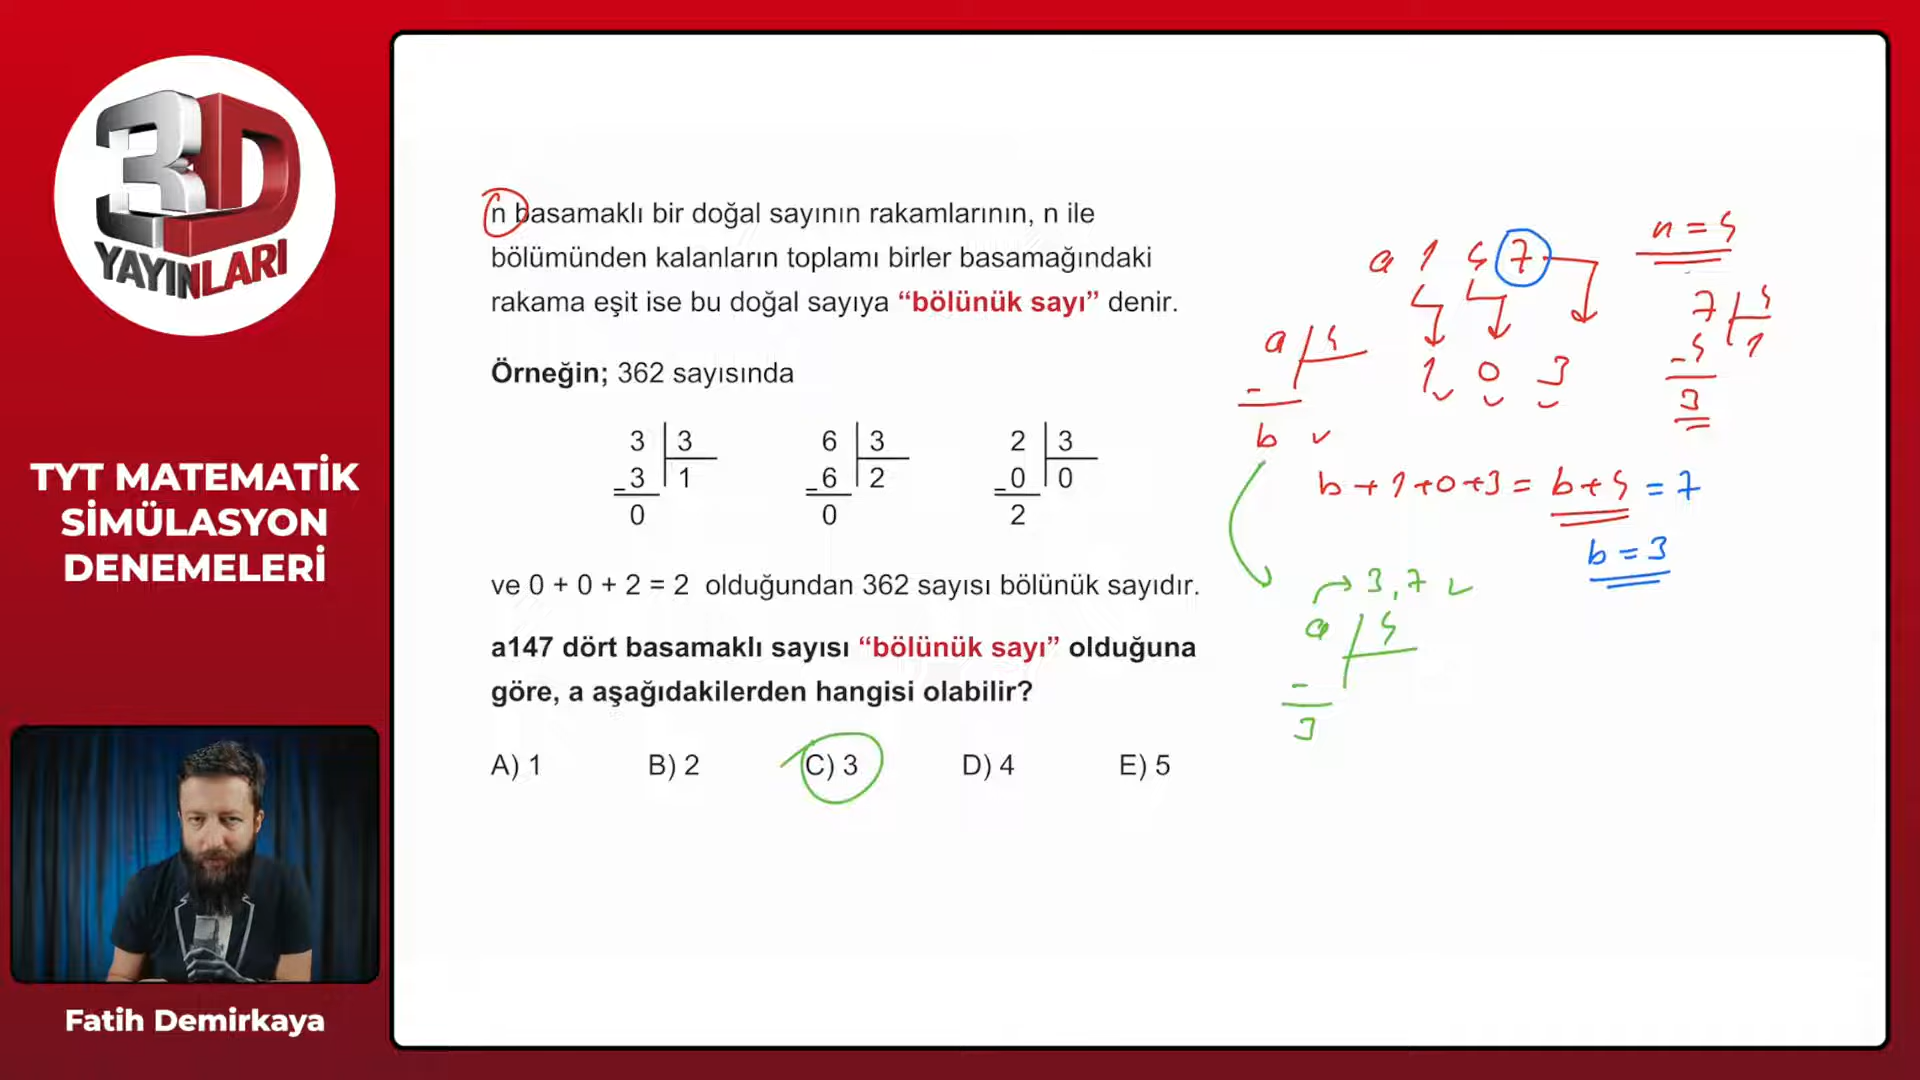 3D
YAYINLARI
TYT MATEMATİK
SİMÜLASYON
DENEMELERİ
Fatih Demirkaya
n basamaklı bir doğal sayının rakamlarının, n ile
bölümünden kalanların toplamı birler basamağındaki
rakama eşit ise bu doğal sayıya “bölünük sayı” denir.
Örneğin; 362 sayısında
3 3 6 3 2 3
-3 1 -6 2 -0 0
0 0 2
ve 0 + 0 + 2 = 2 olduğundan 362 sayısı bölünük sayıdır.
a147 dört basamaklı sayısı “bölünük sayı” olduğuna
göre, a aşağıdakilerden hangisi olabilir?
A) 1 B) 2 C) 3 D) 4 E) 5
a 1 4 7
n = 4
7 4
-4 1
3
a 4
-
b
1 0 3
b + 1 + 0 + 3 = b + 4 = 7
b = 3
3, 7
a 4
-
3